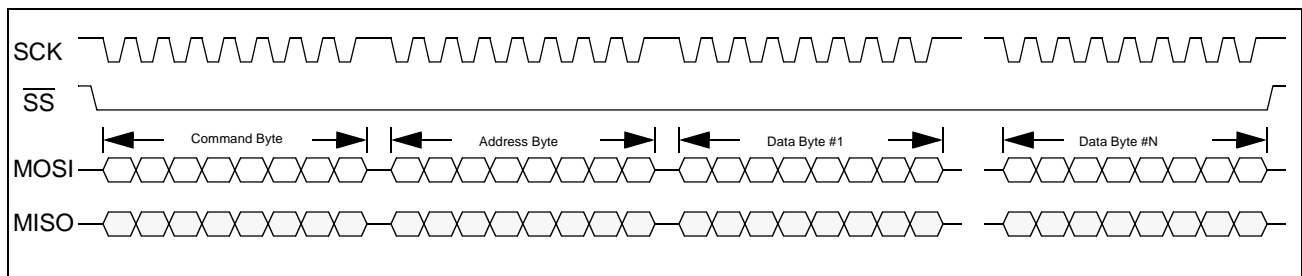 SCK
SS
Command Byte Address Byte Data Byte #1 Data Byte #N
MOSI
MISO